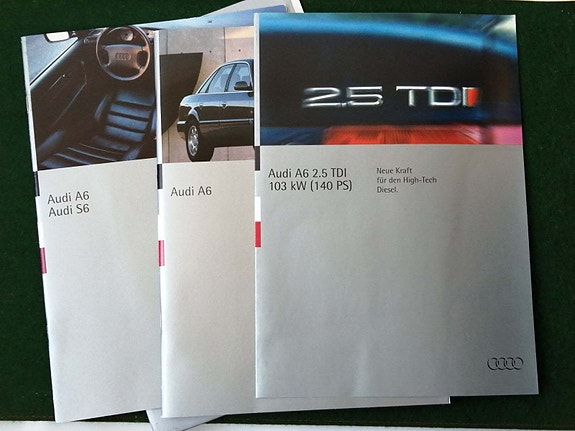 Audi A6
Audi S6
Audi A6
2.5 TDI
Audi A6 2.5 TDI
103 kW (140 PS)
Neue Kraft
für den High-Tech
Diesel.